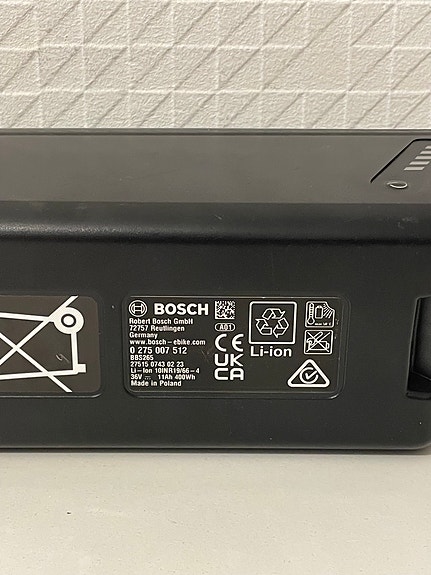 BOSCH
Robert Bosch GmbH
72757 Reutlingen
Germany
www.bosch-ebike.com
0 275 007 512
BBS265
27515 0743 02 23
Li-Ion 10INR19/66-4
36V ⎓ 11Ah 400Wh
Made in Poland
A01
CE
UK
CA
Li-ion